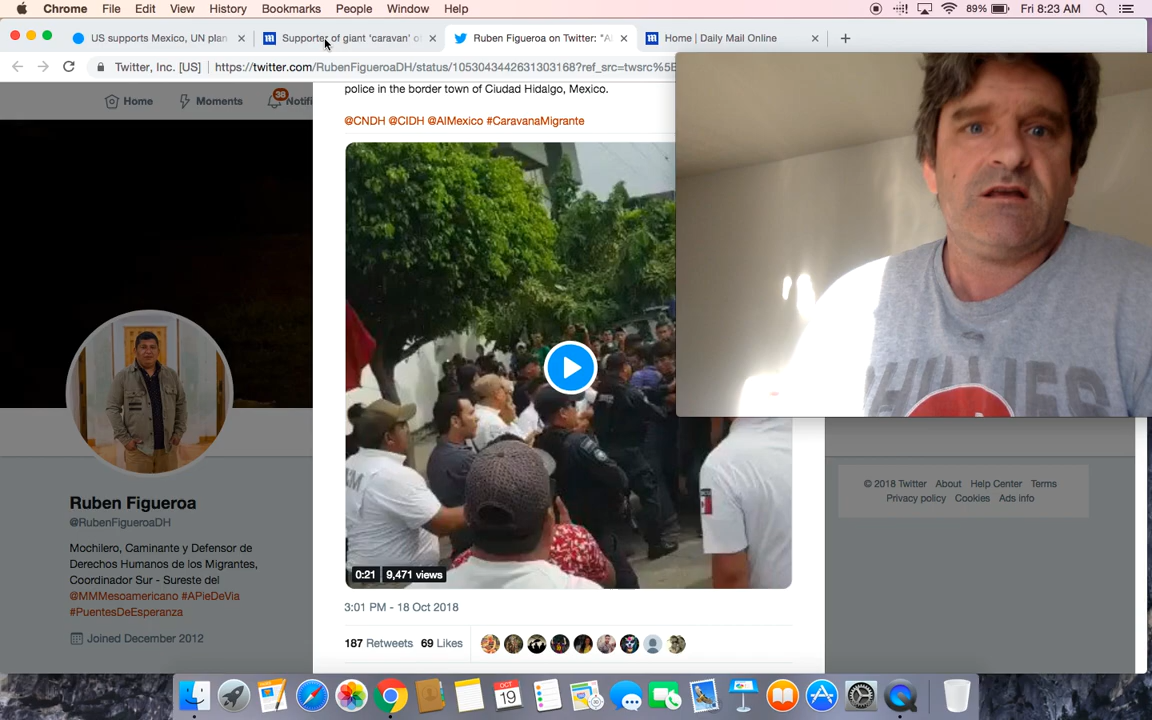 Chrome File Edit View History Bookmarks People Window Help 89% Fri 8:23 AM
US supports Mexico, UN plan
Supporter of giant 'caravan' o
Ruben Figueroa on Twitter: "A
Home | Daily Mail Online
Twitter, Inc. [US] https://twitter.com/RubenFigueroaDH/status/1053043442631303168?ref_src=twsrc%5E
Home Moments 38 Notifi
police in the border town of Ciudad Hidalgo, Mexico.
@CNDH @CIDH @AIMexico #CaravanaMigrante
0:21 9,471 views
3:01 PM - 18 Oct 2018
187 Retweets 69 Likes
Ruben Figueroa
@RubenFigueroaDH
Mochilero, Caminante y Defensor de
Derechos Humanos de los Migrantes,
Coordinador Sur - Sureste del
@MMMesoamericano #APieDeVia
#PuentesDeEsperanza
Joined December 2012
© 2018 Twitter About Help Center Terms
Privacy policy Cookies Ads info
PHILLIES
OCT
19